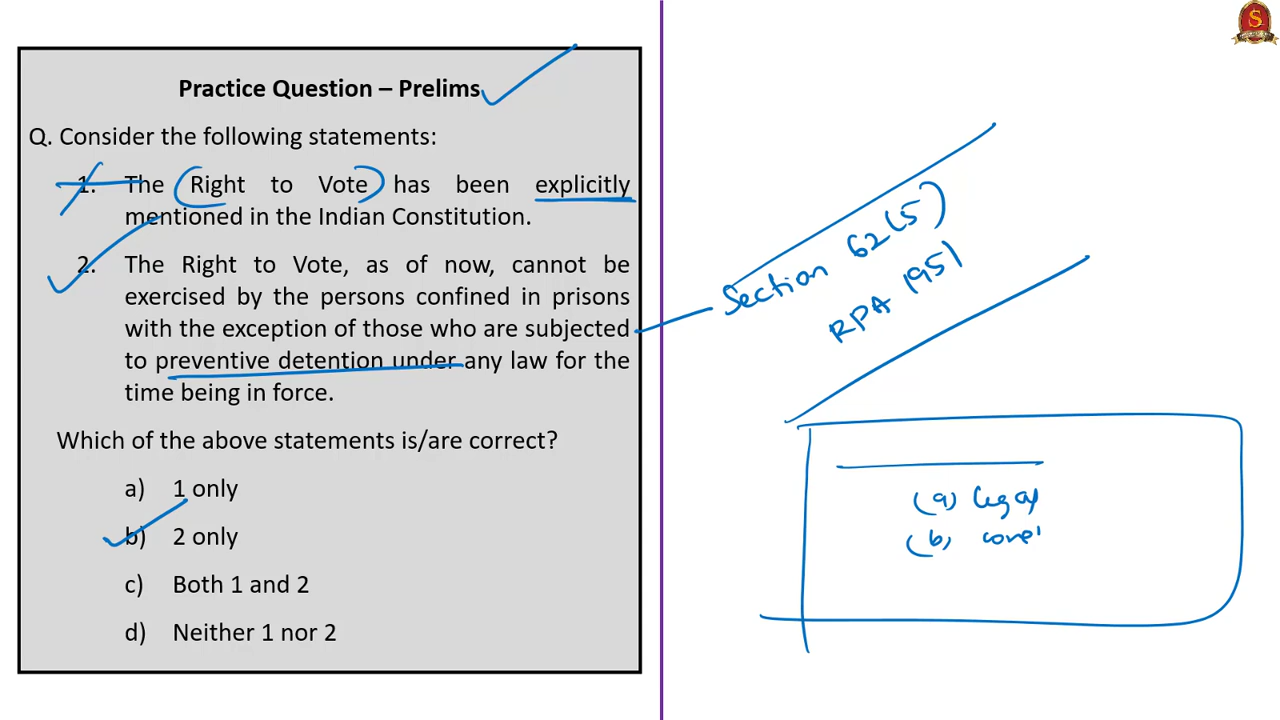 Practice Question – Prelims
Q. Consider the following statements:
1. The Right to Vote has been explicitly
mentioned in the Indian Constitution.
2. The Right to Vote, as of now, cannot be
exercised by the persons confined in prisons
with the exception of those who are subjected
to preventive detention under any law for the
time being in force.
Which of the above statements is/are correct?
a) 1 only
b) 2 only
c) Both 1 and 2
d) Neither 1 nor 2
Section 62(5)
RPA 1951
(a) legal
(b)